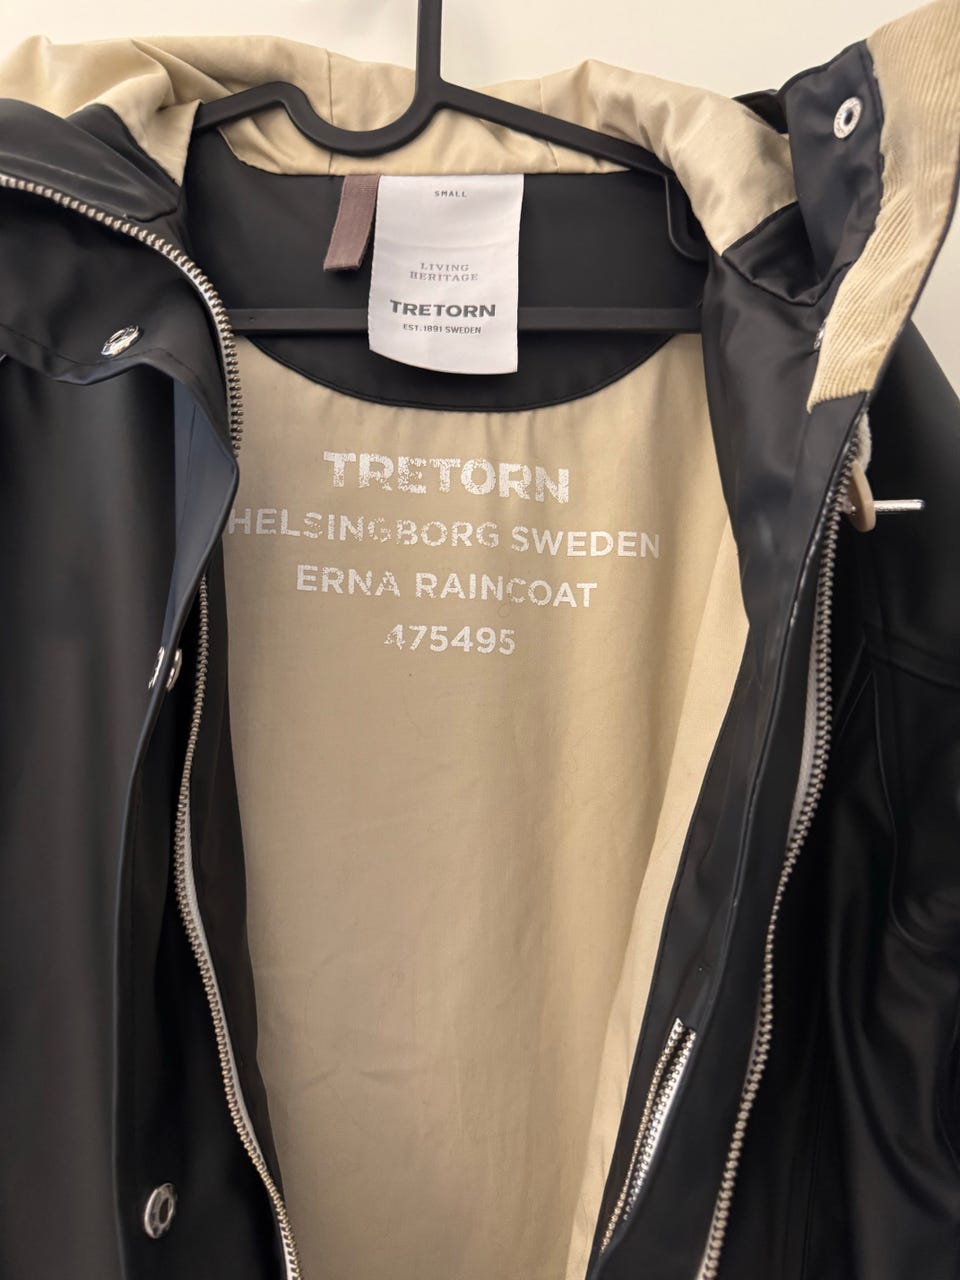 SMALL
LIVING
HERITAGE
TRETORN
EST. 1891 SWEDEN
TRETORN
HELSINGBORG SWEDEN
ERNA RAINCOAT
475495